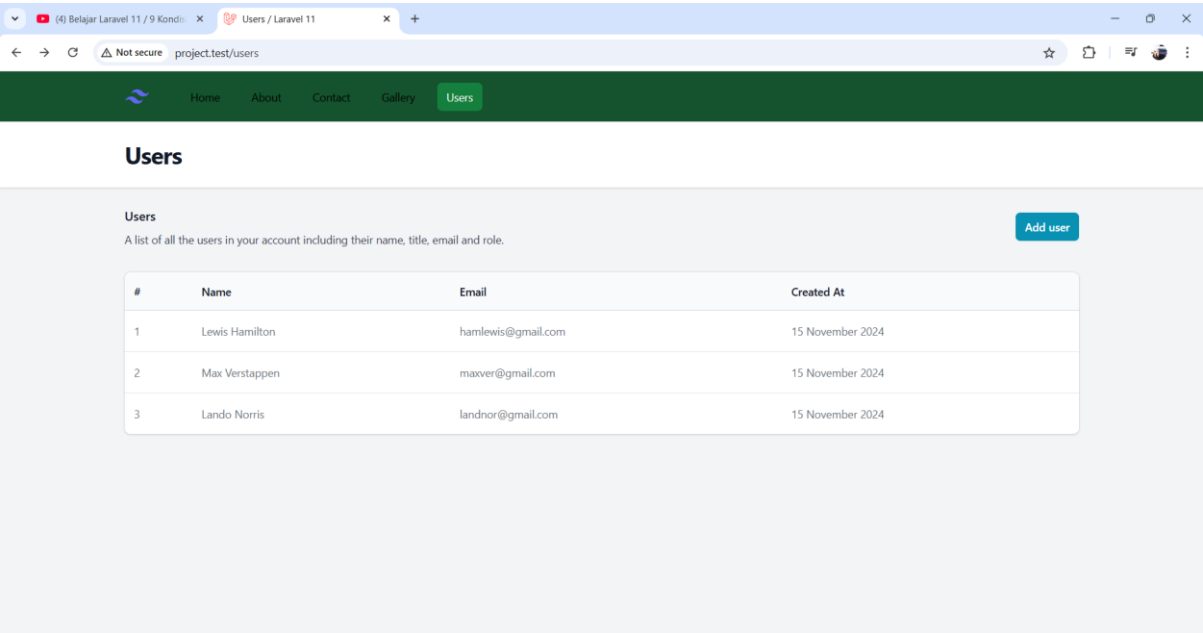 (4) Belajar Laravel 11 / 9 Kondis
Users / Laravel 11
Not secure project.test/users
Home About Contact Gallery Users
Users
Users
Add user
A list of all the users in your account including their name, title, email and role.
# Name Email Created At
1 Lewis Hamilton hamlewis@gmail.com 15 November 2024
2 Max Verstappen maxver@gmail.com 15 November 2024
3 Lando Norris landnor@gmail.com 15 November 2024